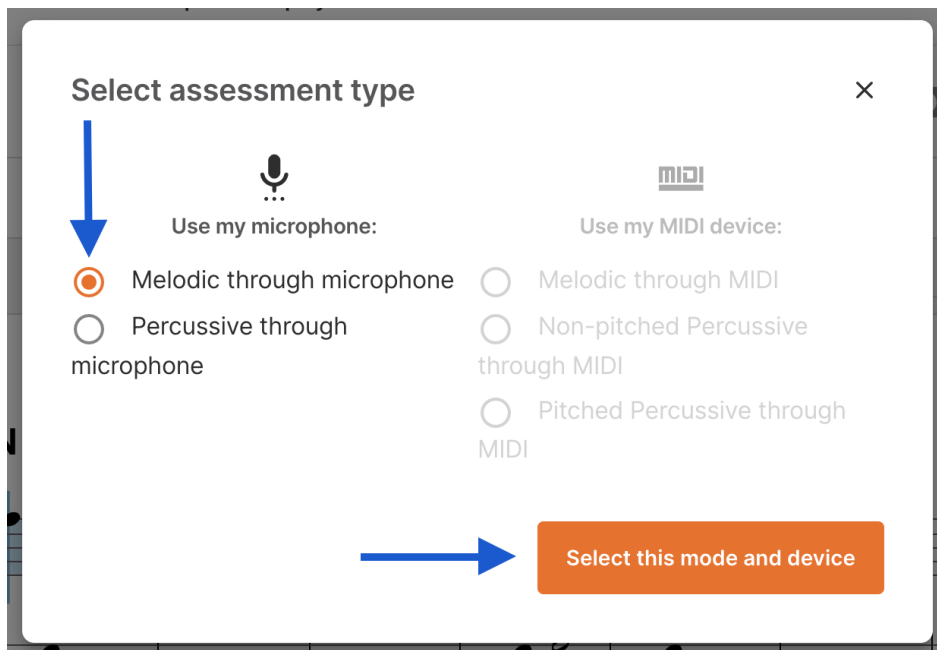 Select assessment type
Use my microphone:
Melodic through microphone
Percussive through
microphone
MIDI
Use my MIDI device:
Melodic through MIDI
Non-pitched Percussive
through MIDI
Pitched Percussive through
MIDI
Select this mode and device